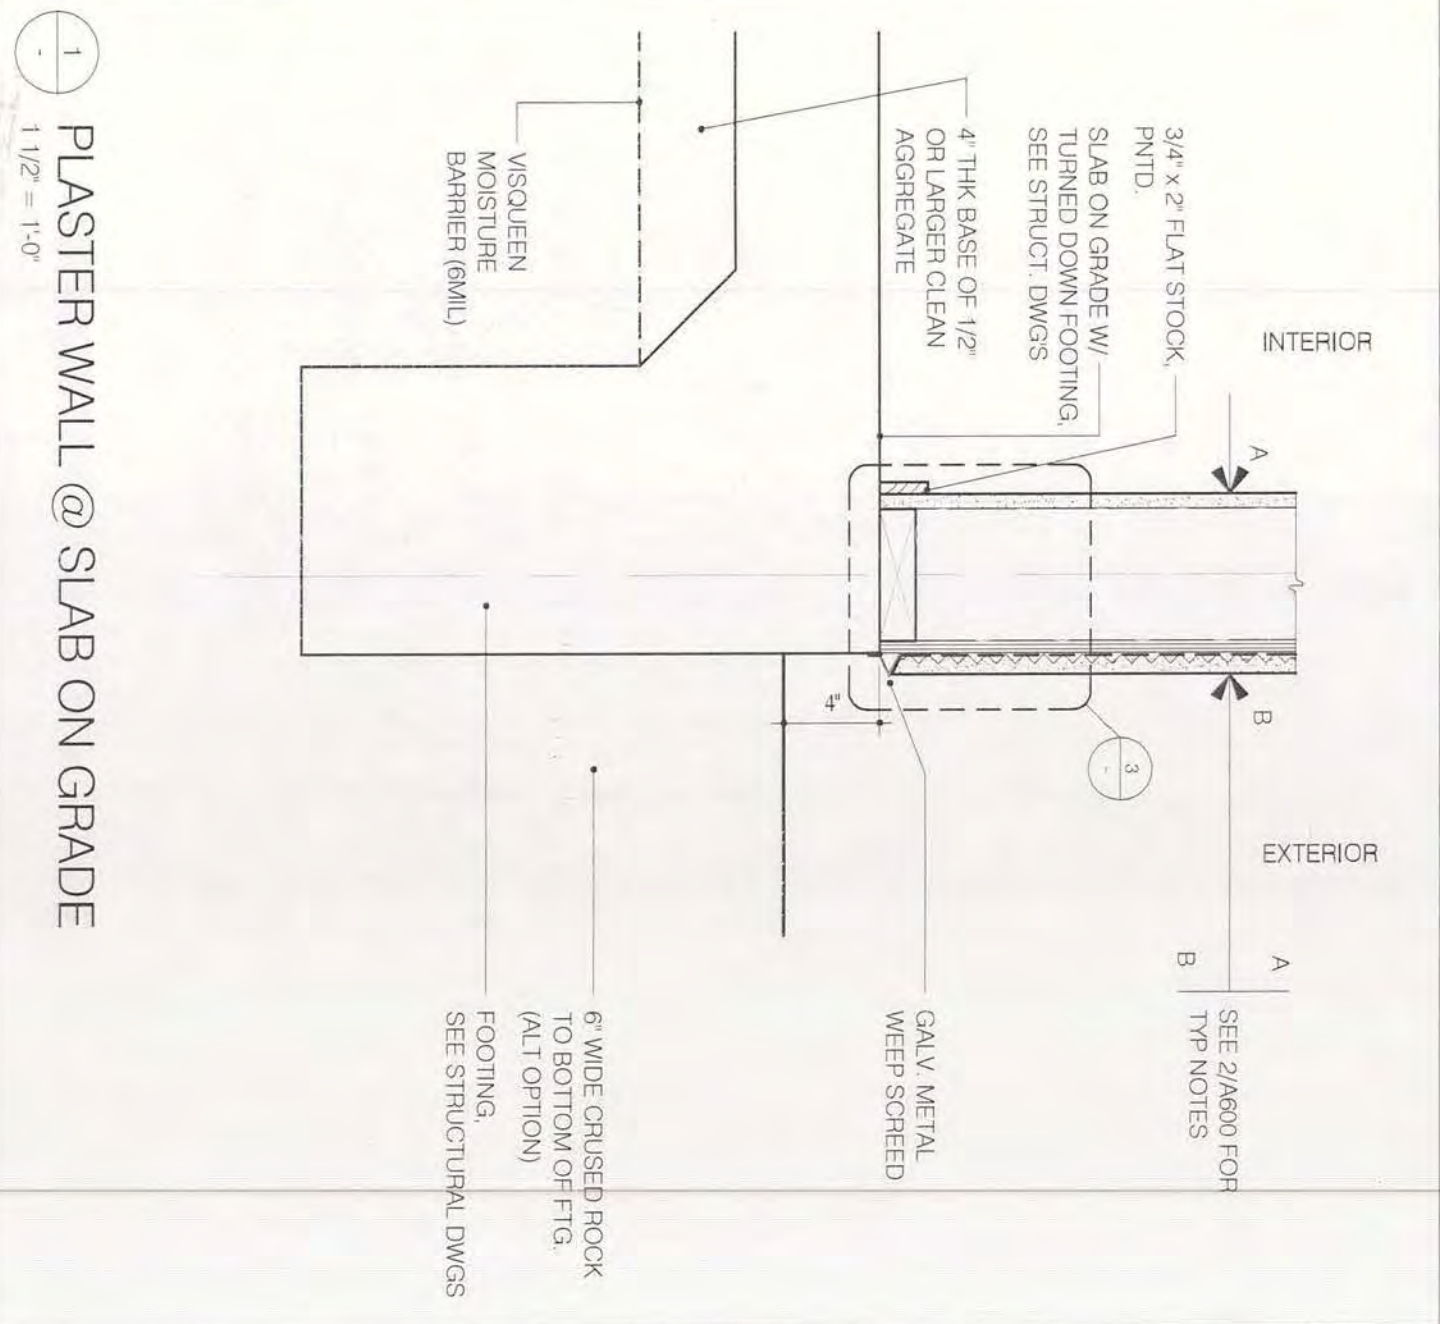 INTERIOR
EXTERIOR
A
B
A
B
SEE 2/A600 FOR
TYP NOTES
3/4" x 2" FLAT STOCK,
PNTD.
SLAB ON GRADE W/
TURNED DOWN FOOTING,
SEE STRUCT. DWG'S
4" THK BASE OF 1/2"
OR LARGER CLEAN
AGGREGATE
VISQUEEN
MOISTURE
BARRIER (6MIL)
3
-
4"
GALV. METAL
WEEP SCREED
6" WIDE CRUSED ROCK
TO BOTTOM OF FTG.
(ALT OPTION)
FOOTING,
SEE STRUCTURAL DWGS
1
-
PLASTER WALL @ SLAB ON GRADE
1 1/2" = 1'-0"